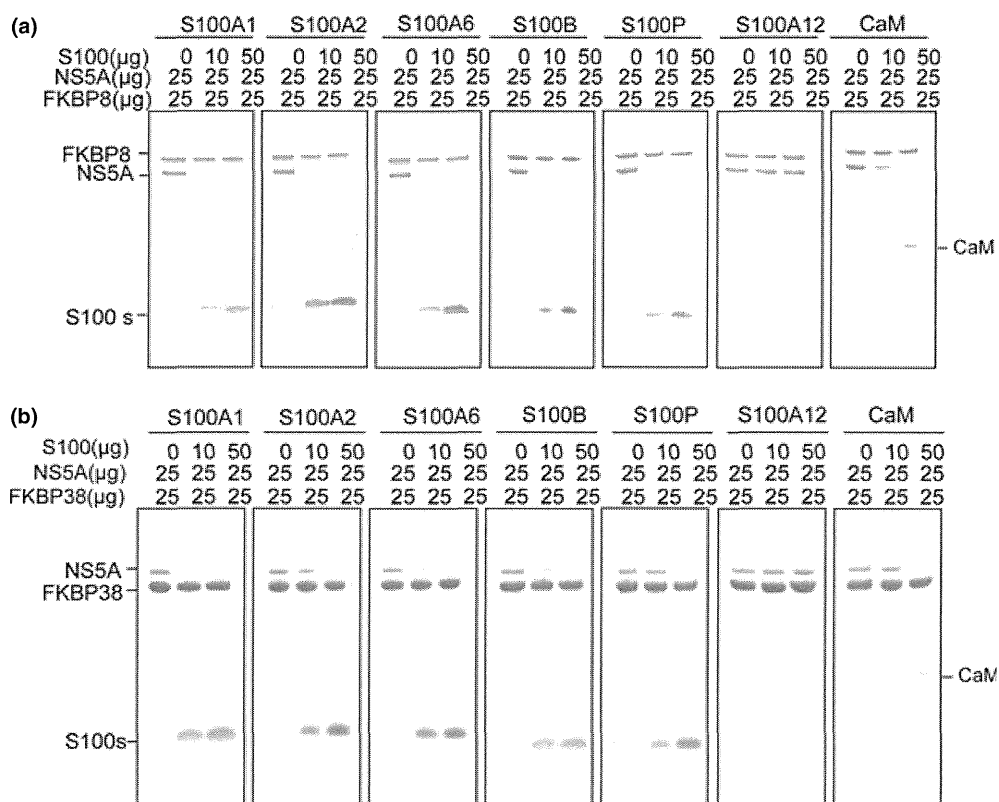 (a)
S100A1 S100A2 S100A6 S100B S100P S100A12 CaM
S100(µg) 0 10 50 0 10 50 0 10 50 0 10 50 0 10 50 0 10 50 0 10 50
NS5A(µg) 25 25 25 25 25 25 25 25 25 25 25 25 25 25 25 25 25 25 25 25 25
FKBP8(µg) 25 25 25 25 25 25 25 25 25 25 25 25 25 25 25 25 25 25 25 25 25
FKBP8
NS5A
CaM
S100 s
(b)
S100A1 S100A2 S100A6 S100B S100P S100A12 CaM
S100(µg) 0 10 50 0 10 50 0 10 50 0 10 50 0 10 50 0 10 50 0 10 50
NS5A(µg) 25 25 25 25 25 25 25 25 25 25 25 25 25 25 25 25 25 25 25 25 25
FKBP38(µg) 25 25 25 25 25 25 25 25 25 25 25 25 25 25 25 25 25 25 25 25 25
NS5A
FKBP38
CaM
S100s